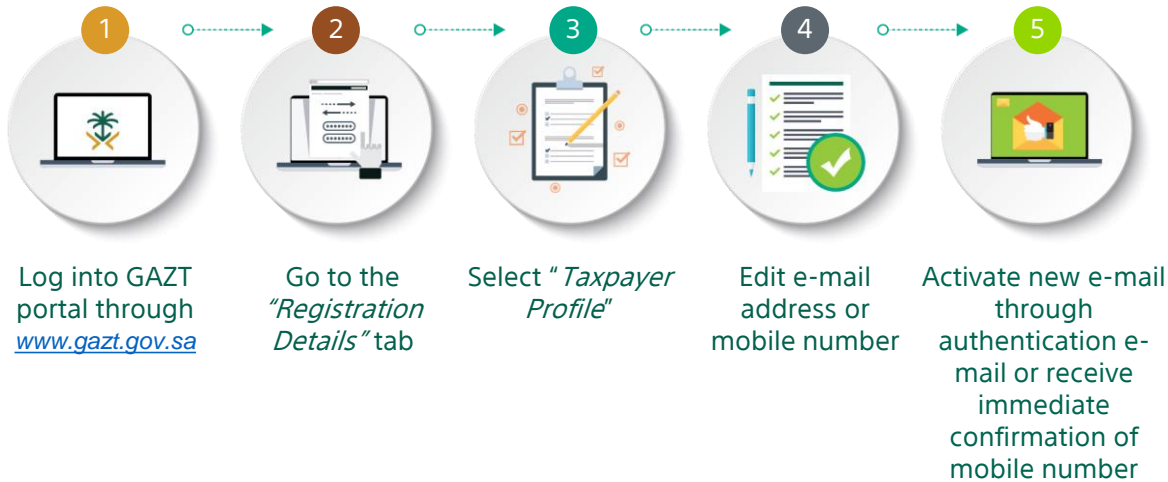 1
2
3
4
5
Log into GAZT
portal through
www.gazt.gov.sa
Go to the
“Registration
Details” tab
Select “Taxpayer
Profile”
Edit e-mail
address or
mobile number
Activate new e-mail
through
authentication e-
mail or receive
immediate
confirmation of
mobile number